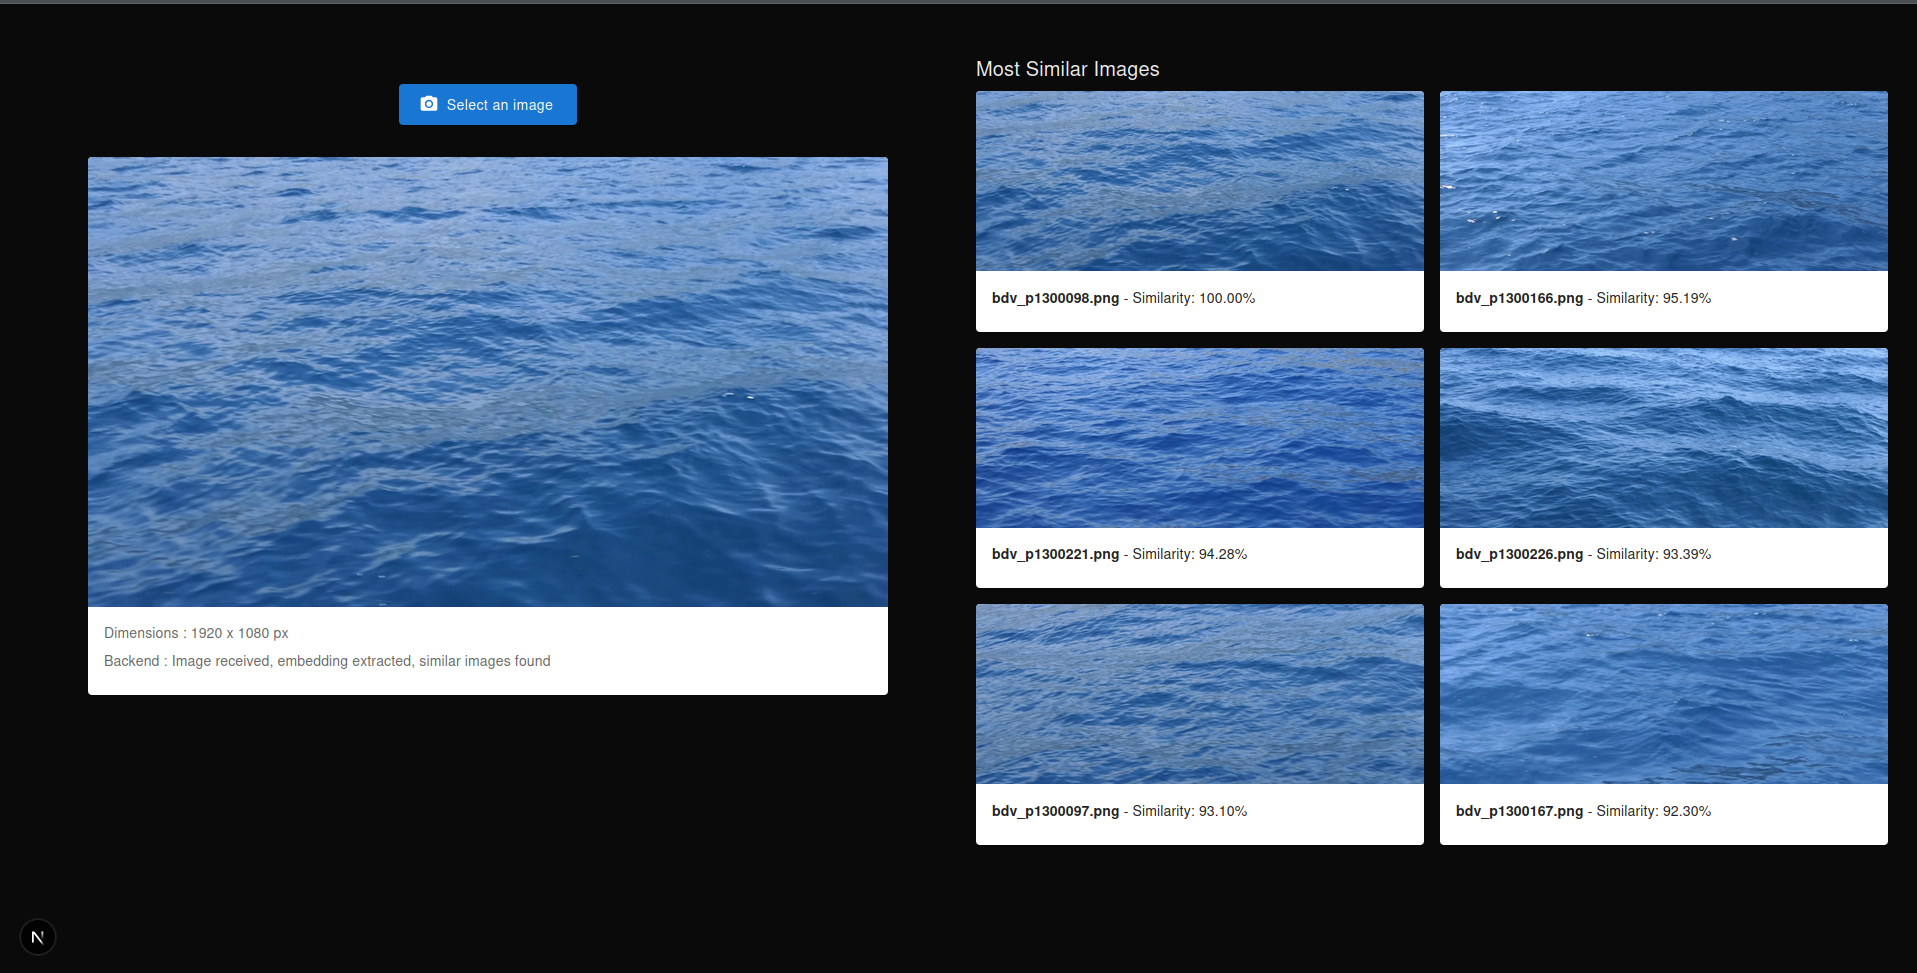 Select an image
Dimensions : 1920 x 1080 px
Backend : Image received, embedding extracted, similar images found
Most Similar Images
bdv_p1300098.png - Similarity: 100.00%
bdv_p1300166.png - Similarity: 95.19%
bdv_p1300221.png - Similarity: 94.28%
bdv_p1300226.png - Similarity: 93.39%
bdv_p1300097.png - Similarity: 93.10%
bdv_p1300167.png - Similarity: 92.30%
N